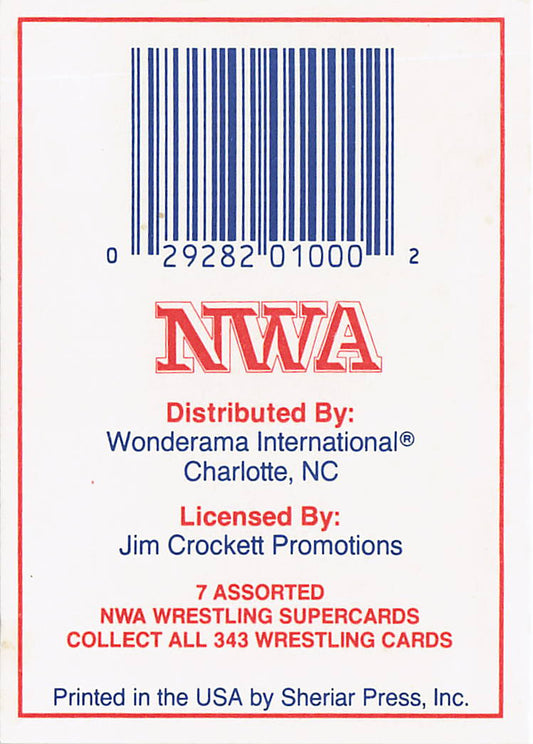 0 29282 01000 2
NWA
Distributed By:
Wonderama International®
Charlotte, NC
Licensed By:
Jim Crockett Promotions
7 ASSORTED
NWA WRESTLING SUPERCARDS
COLLECT ALL 343 WRESTLING CARDS
Printed in the USA by Sheriar Press, Inc.